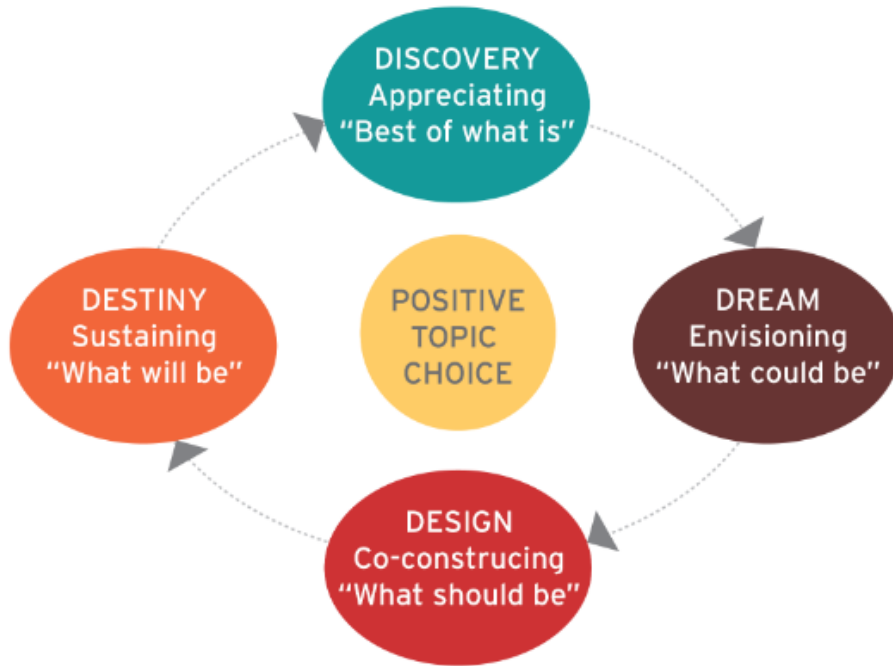 DISCOVERY
Appreciating
“Best of what is”
DREAM
Envisioning
“What could be”
DESIGN
Co-construcing
“What should be”
DESTINY
Sustaining
“What will be”
POSITIVE
TOPIC
CHOICE